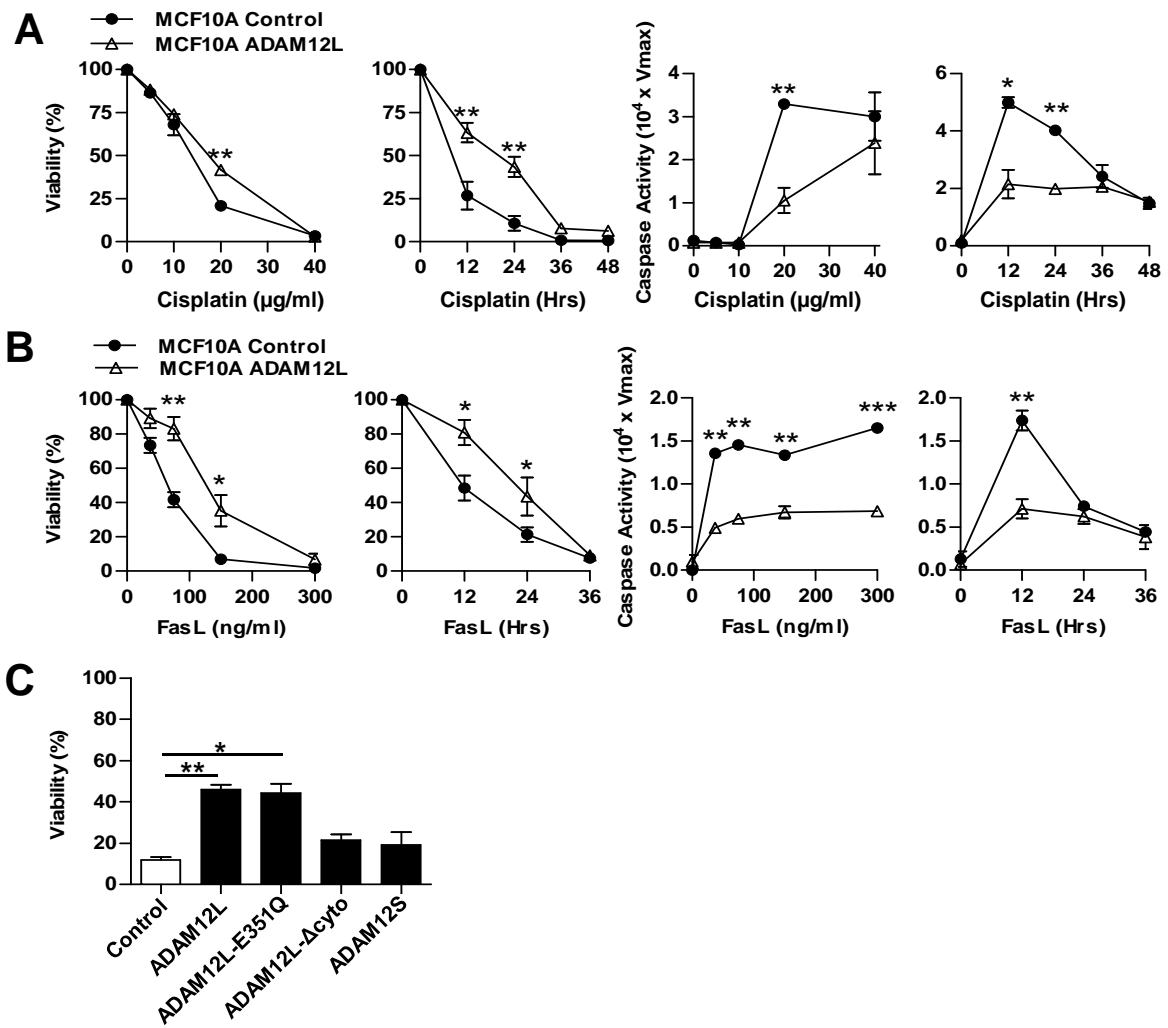 A
MCF10A Control
MCF10A ADAM12L
Viability (%)
100
75
50
25
0
**
0 10 20 30 40
Cisplatin (µg/ml)
100
75
50
25
0
**
**
0 12 24 36 48
Cisplatin (Hrs)
Caspase Activity (10⁴ x Vmax)
4
3
2
1
0
**
0 5 10 20 30 40
Cisplatin (µg/ml)
6
4
2
0
*
**
0 12 24 36 48
Cisplatin (Hrs)
B
MCF10A Control
MCF10A ADAM12L
Viability (%)
100
80
60
40
20
0
**
*
0 100 200 300
FasL (ng/ml)
100
80
60
40
20
0
*
*
0 12 24 36
FasL (Hrs)
Caspase Activity (10⁴ x Vmax)
2.0
1.5
1.0
0.5
0.0
**
**
**
***
0 100 200 300
FasL (ng/ml)
2.0
1.5
1.0
0.5
0.0
**
0 12 24 36
FasL (Hrs)
C
Viability (%)
100
80
60
40
20
0
*
**
Control
ADAM12L
ADAM12L-E351Q
ADAM12L-Δcyto
ADAM12S